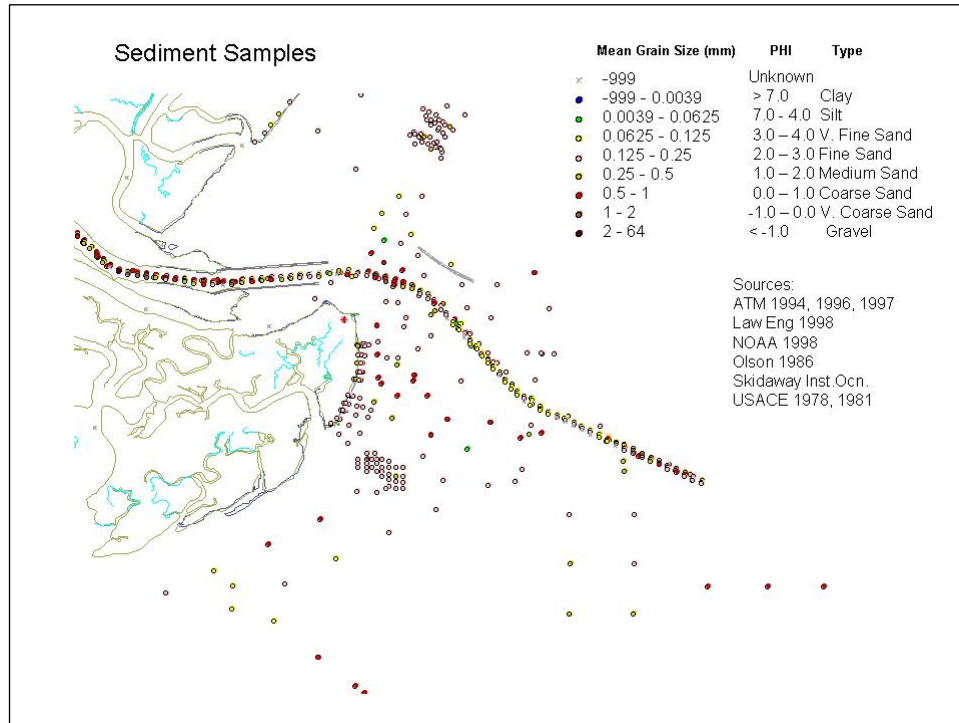 Sediment Samples
Mean Grain Size (mm) PHI Type
-999 Unknown
-999 - 0.0039 > 7.0 Clay
0.0039 - 0.0625 7.0 - 4.0 Silt
0.0625 - 0.125 3.0 – 4.0 V. Fine Sand
0.125 - 0.25 2.0 – 3.0 Fine Sand
0.25 - 0.5 1.0 – 2.0 Medium Sand
0.5 - 1 0.0 – 1.0 Coarse Sand
1 - 2 -1.0 – 0.0 V. Coarse Sand
2 - 64 < -1.0 Gravel
Sources:
ATM 1994, 1996, 1997
Law Eng 1998
NOAA 1998
Olson 1986
Skidaway Inst.Ocn.
USACE 1978, 1981